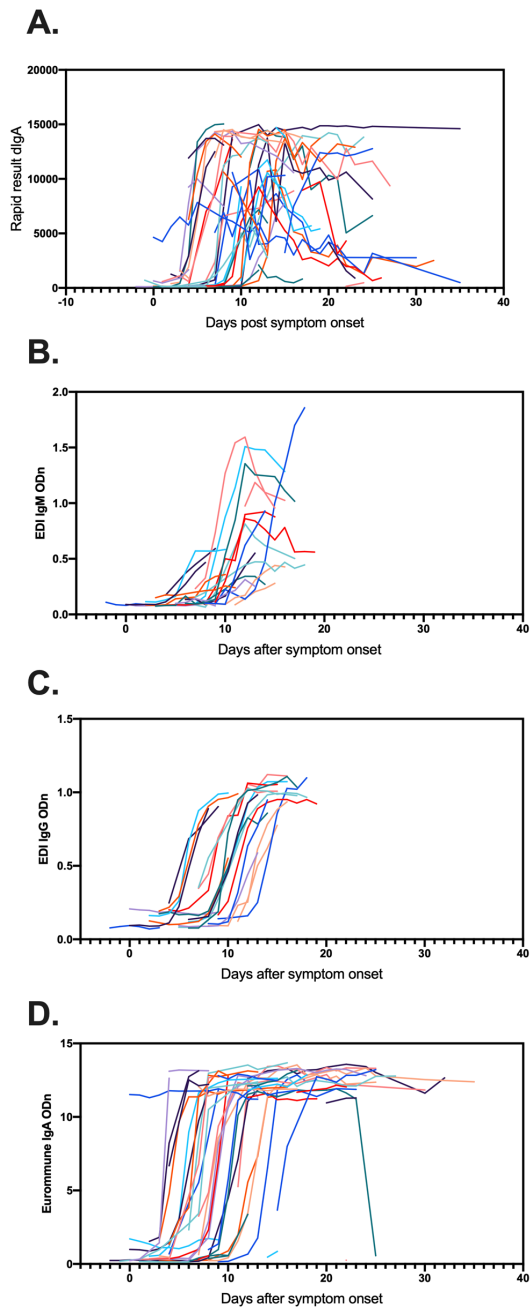 A.
20000
15000
10000
5000
0
-10 0 10 20 30 40
Rapid result dIgA
Days post symptom onset
B.
2.0
1.5
1.0
0.5
0.0
0 10 20 30 40
EDI IgM ODn
Days after symptom onset
C.
1.5
1.0
0.5
0.0
0 10 20 30 40
EDI IgG ODn
Days after symptom onset
D.
15
10
5
0
0 10 20 30 40
Eurommune IgA ODn
Days after symptom onset